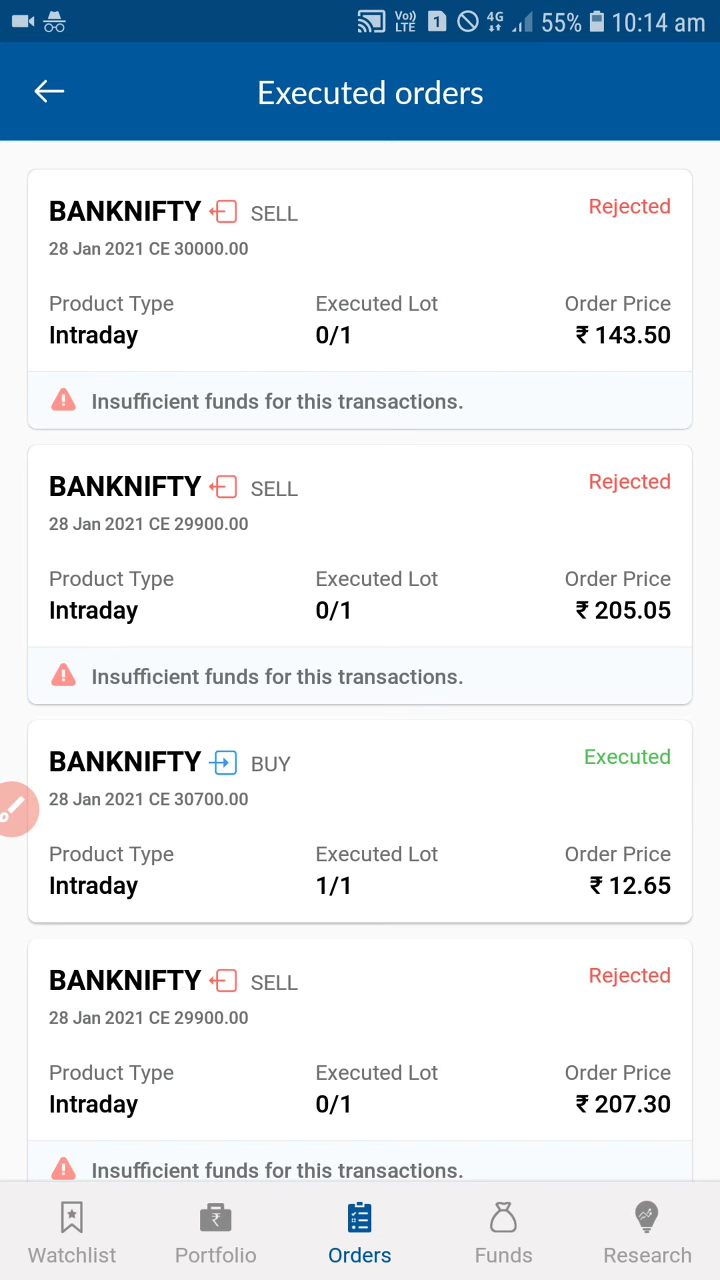 Vo)) LTE 1 4G 55% 10:14 am
Executed orders
BANKNIFTY SELL Rejected
28 Jan 2021 CE 30000.00
Product Type Executed Lot Order Price
Intraday 0/1 ₹ 143.50
Insufficient funds for this transactions.
BANKNIFTY SELL Rejected
28 Jan 2021 CE 29900.00
Product Type Executed Lot Order Price
Intraday 0/1 ₹ 205.05
Insufficient funds for this transactions.
BANKNIFTY BUY Executed
28 Jan 2021 CE 30700.00
Product Type Executed Lot Order Price
Intraday 1/1 ₹ 12.65
BANKNIFTY SELL Rejected
28 Jan 2021 CE 29900.00
Product Type Executed Lot Order Price
Intraday 0/1 ₹ 207.30
Insufficient funds for this transactions.
Watchlist Portfolio Orders Funds Research